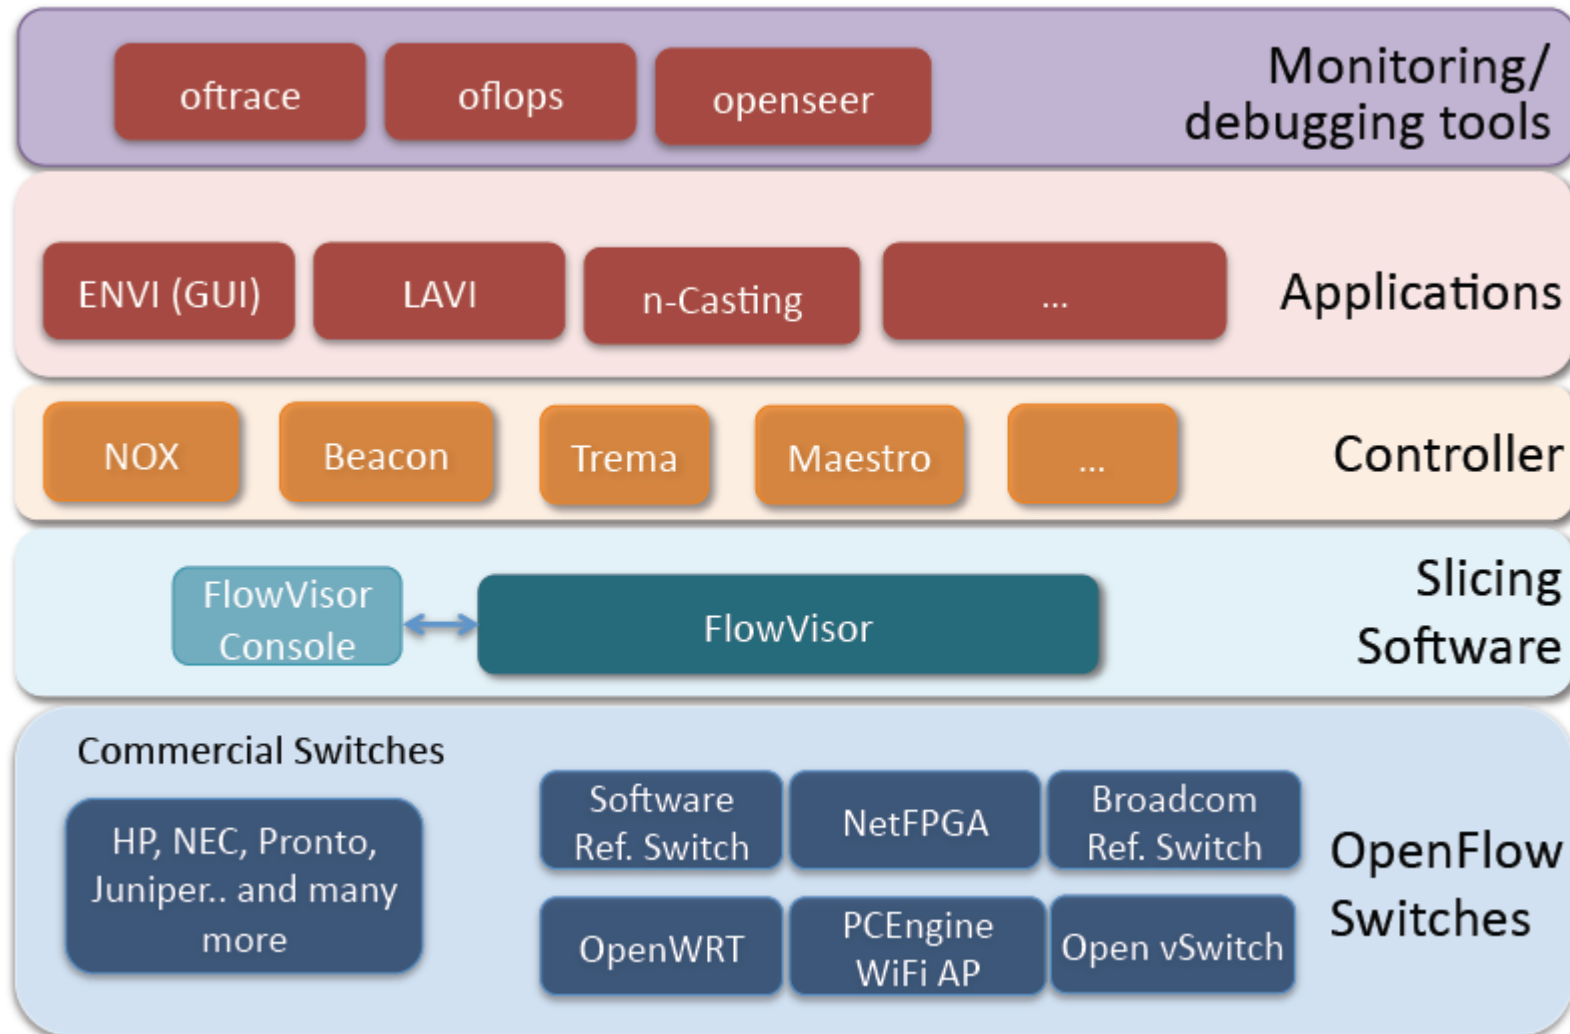 oftrace
oflops
openseer
Monitoring/
debugging tools
ENVI (GUI)
LAVI
n-Casting
...
Applications
NOX
Beacon
Trema
Maestro
...
Controller
FlowVisor
Console
FlowVisor
Slicing
Software
Commercial Switches
HP, NEC, Pronto,
Juniper.. and many
more
Software
Ref. Switch
NetFPGA
Broadcom
Ref. Switch
OpenWRT
PCEngine
WiFi AP
Open vSwitch
OpenFlow
Switches